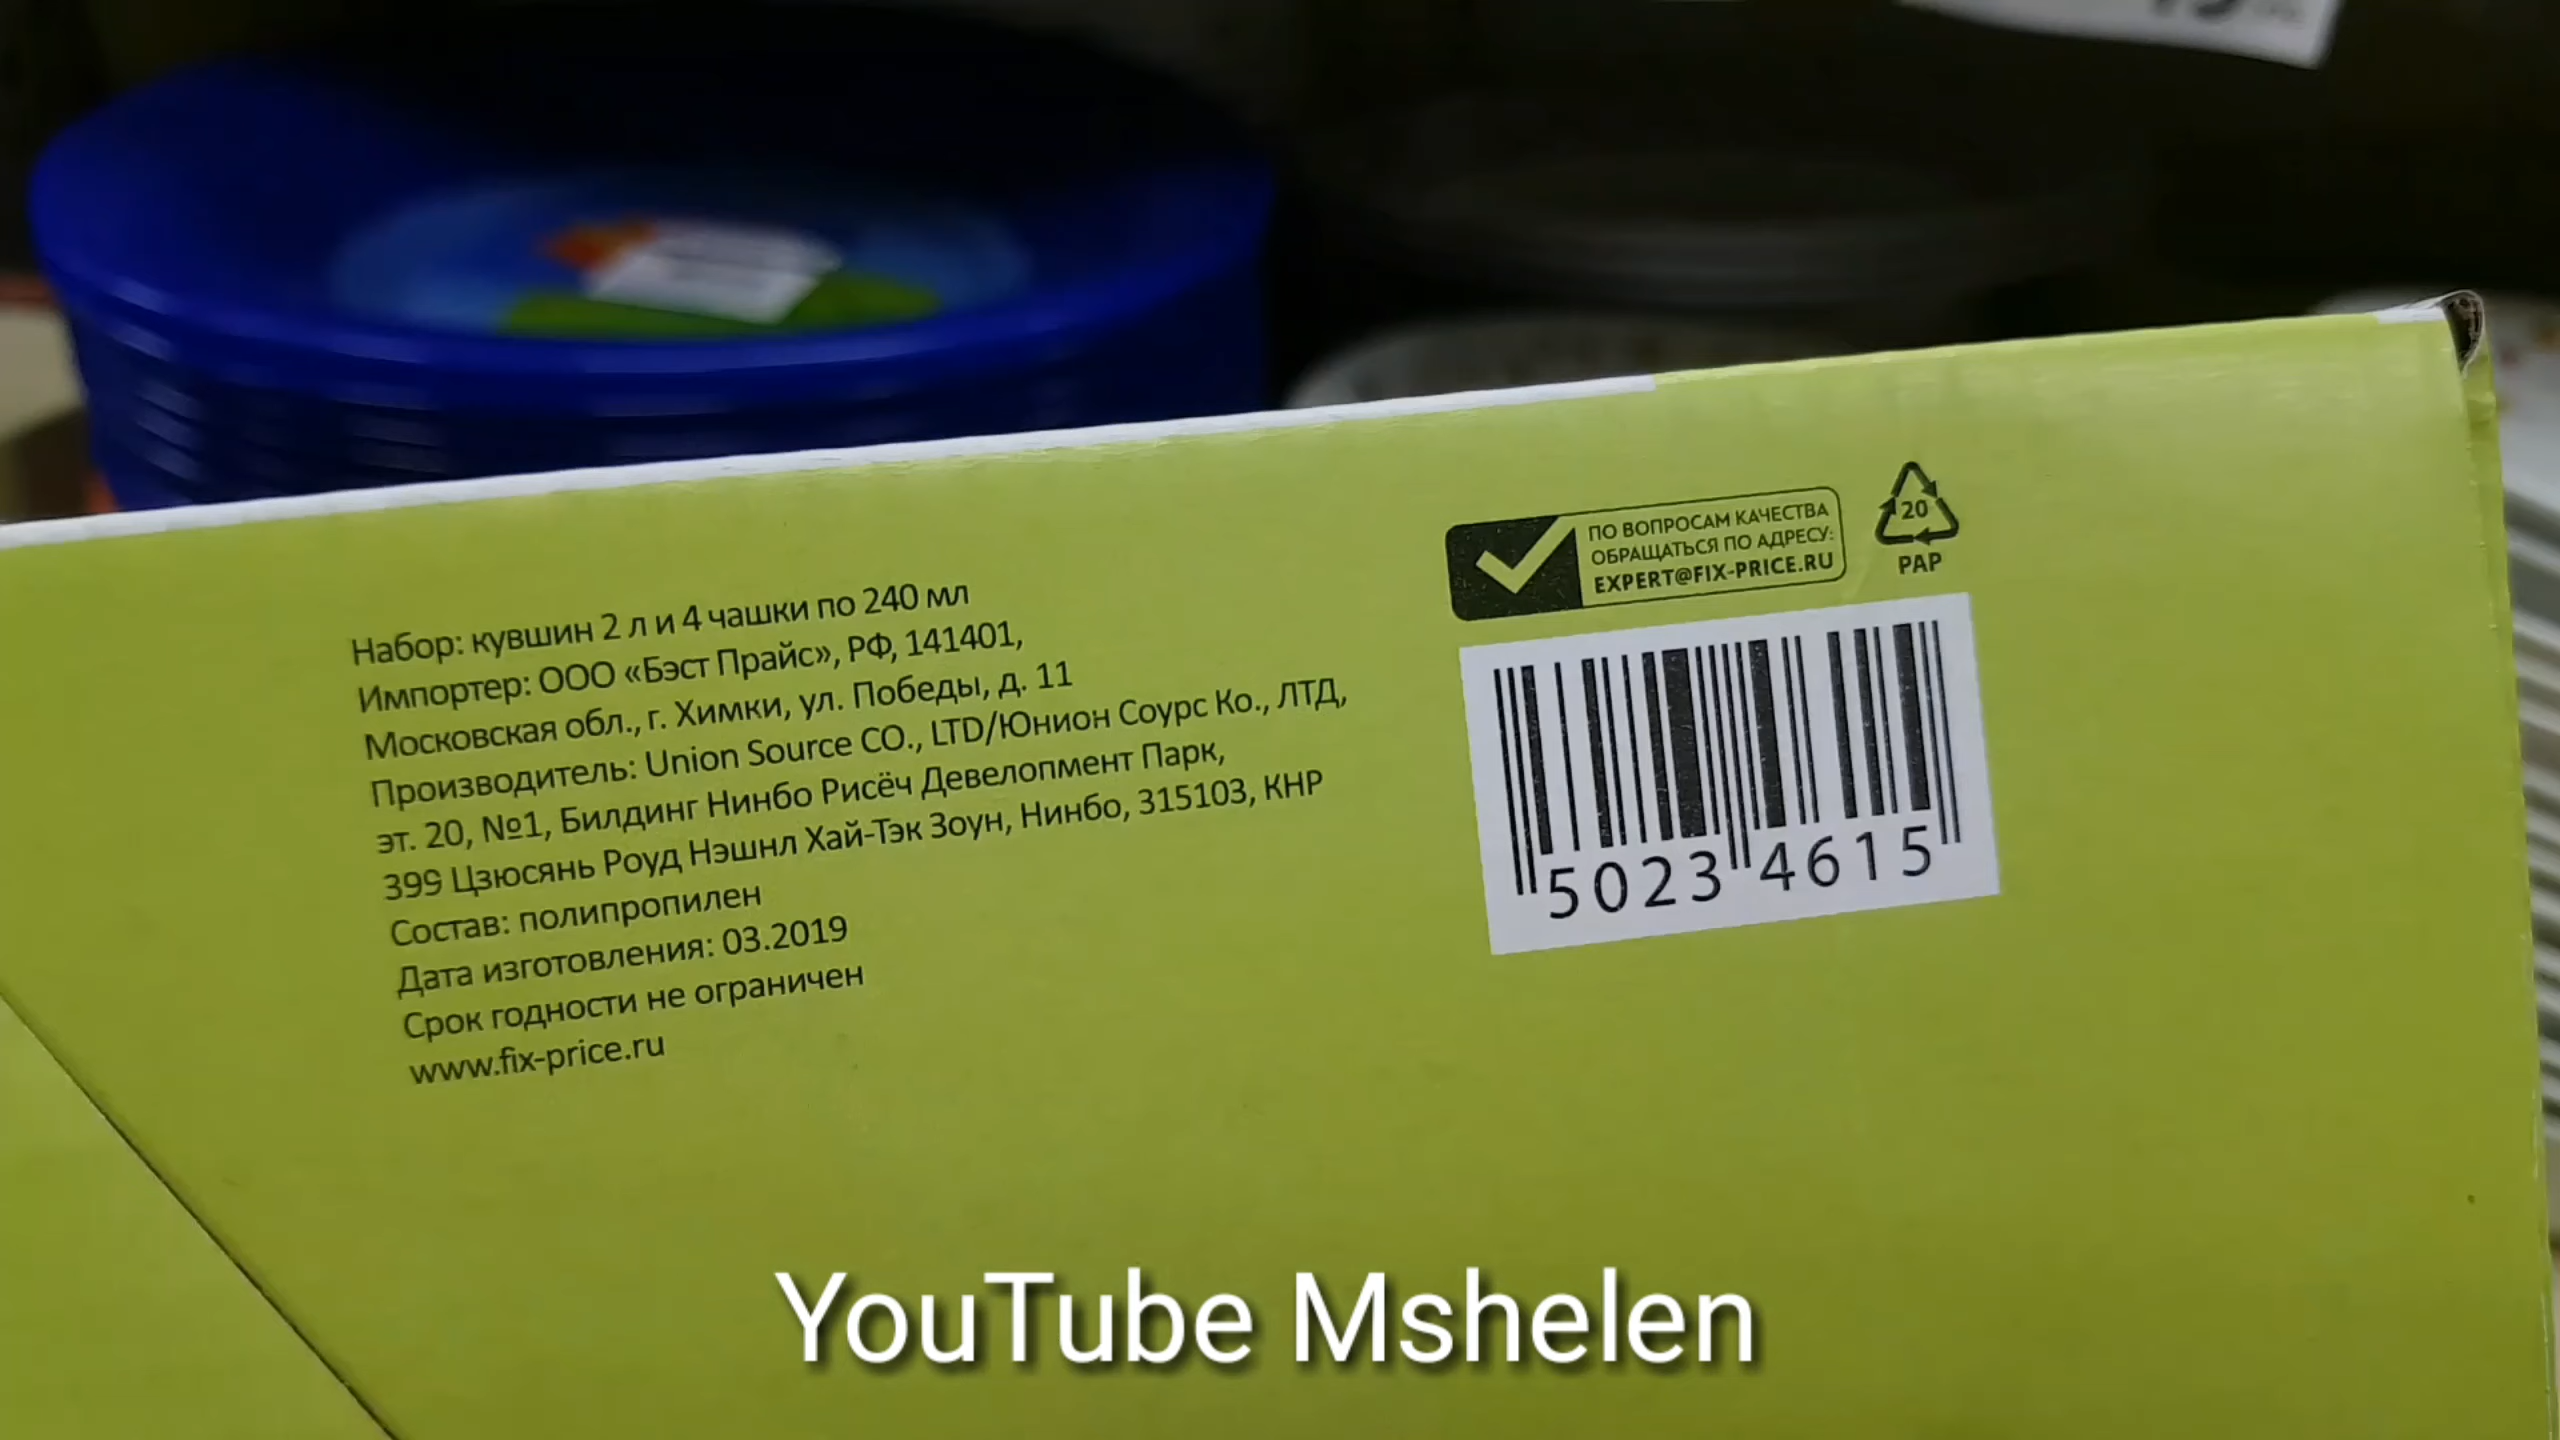 Набор: кувшин 2 л и 4 чашки по 240 мл
Импортер: ООО «Бэст Прайс», РФ, 141401,
Московская обл., г. Химки, ул. Победы, д. 11
Производитель: Union Source CO., LTD/Юнион Соурс Ко., ЛТД,
эт. 20, №1, Билдинг Нинбо Рисёч Девелопмент Парк,
399 Цзюсянь Роуд Нэшнл Хай-Тэк Зоун, Нинбо, 315103, КНР
Состав: полипропилен
Дата изготовления: 03.2019
Срок годности не ограничен
www.fix-price.ru
ПО ВОПРОСАМ КАЧЕСТВА
ОБРАЩАТЬСЯ ПО АДРЕСУ:
EXPERT@FIX-PRICE.RU
20
PAP
5023 4615
YouTube Mshelen